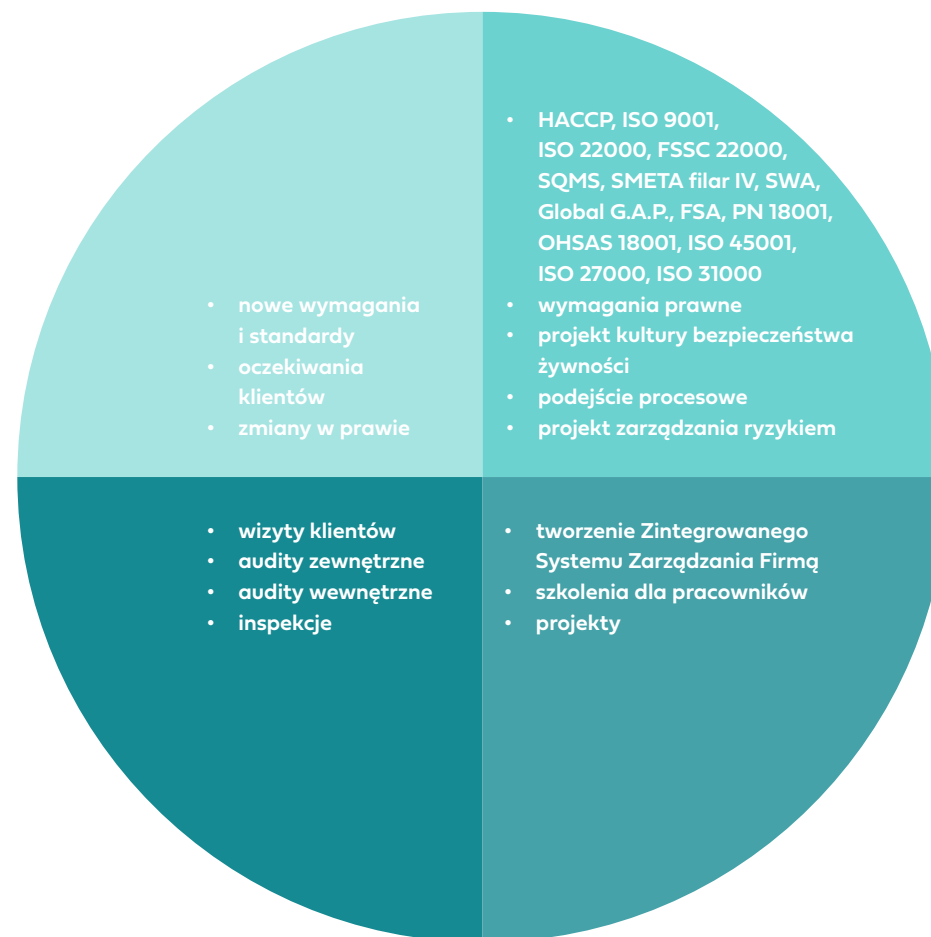 • nowe wymagania
i standardy
• oczekiwania
klientów
• zmiany w prawie
• HACCP, ISO 9001,
ISO 22000, FSSC 22000,
SQMS, SMETA filar IV, SWA,
Global G.A.P., FSA, PN 18001,
OHSAS 18001, ISO 45001,
ISO 27000, ISO 31000
• wymagania prawne
• projekt kultury bezpieczeństwa
żywności
• podejście procesowe
• projekt zarządzania ryzykiem
• wizyty klientów
• audity zewnętrzne
• audity wewnętrzne
• inspekcje
• tworzenie Zintegrowanego
Systemu Zarządzania Firmą
• szkolenia dla pracowników
• projekty